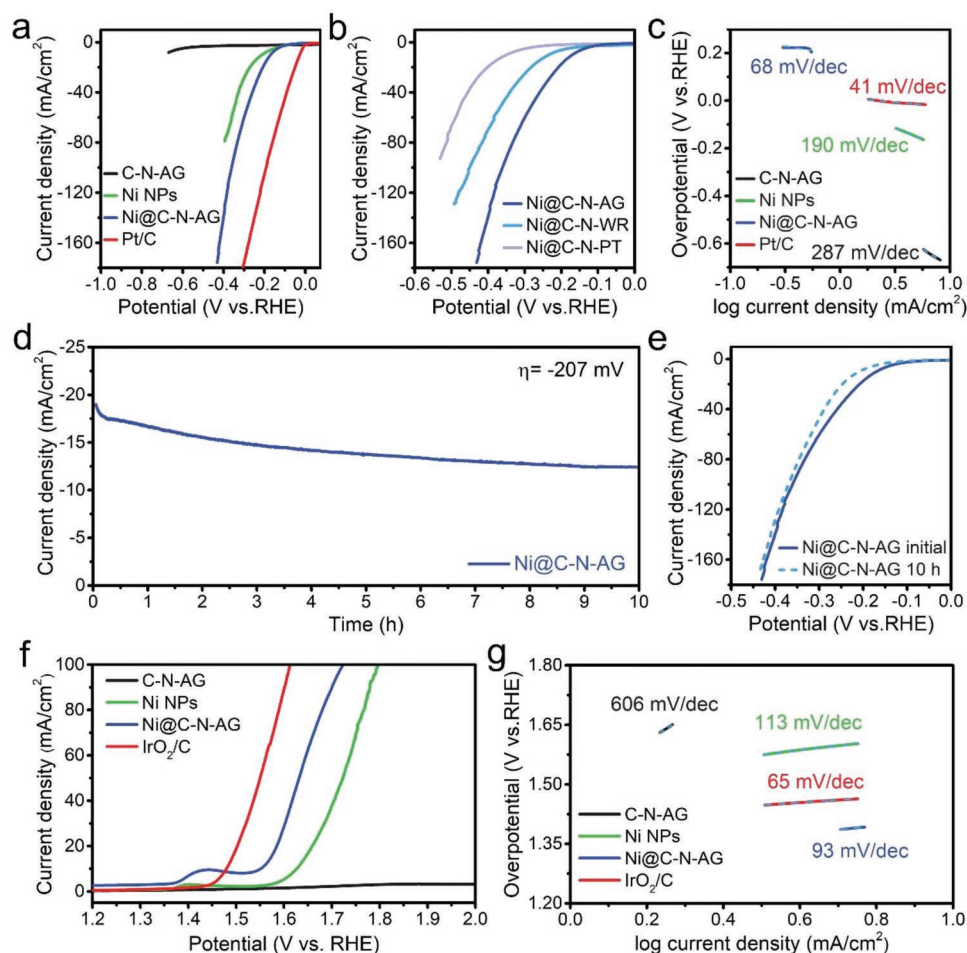 a
0
-40
-80
-120
-160
Current density (mA/cm²)
C-N-AG
Ni NPs
Ni@C-N-AG
Pt/C
-1.0 -0.8 -0.6 -0.4 -0.2 0.0
Potential (V vs.RHE)
b
0
-40
-80
-120
-160
Current density (mA/cm²)
Ni@C-N-AG
Ni@C-N-WR
Ni@C-N-PT
-0.6 -0.5 -0.4 -0.3 -0.2 -0.1 0.0
Potential (V vs.RHE)
c
0.2
0.0
-0.2
-0.4
-0.6
Overpotential (V vs.RHE)
68 mV/dec
41 mV/dec
190 mV/dec
287 mV/dec
C-N-AG
Ni NPs
Ni@C-N-AG
Pt/C
-1.0 -0.5 0.0 0.5 1.0
log current density (mA/cm²)
d
-25
-20
-15
-10
-5
0
Current density (mA/cm²)
η= -207 mV
Ni@C-N-AG
0 1 2 3 4 5 6 7 8 9 10
Time (h)
e
0
-40
-80
-120
-160
Current density (mA/cm²)
Ni@C-N-AG initial
Ni@C-N-AG 10 h
-0.5 -0.4 -0.3 -0.2 -0.1 0.0
Potential (V vs.RHE)
f
100
80
60
40
20
0
Current density (mA/cm²)
C-N-AG
Ni NPs
Ni@C-N-AG
IrO₂/C
1.2 1.3 1.4 1.5 1.6 1.7 1.8 1.9 2.0
Potential (V vs. RHE)
g
1.80
1.65
1.50
1.35
1.20
Overpotential (V vs.RHE)
606 mV/dec
113 mV/dec
65 mV/dec
93 mV/dec
C-N-AG
Ni NPs
Ni@C-N-AG
IrO₂/C
0.0 0.2 0.4 0.6 0.8 1.0
log current density (mA/cm²)